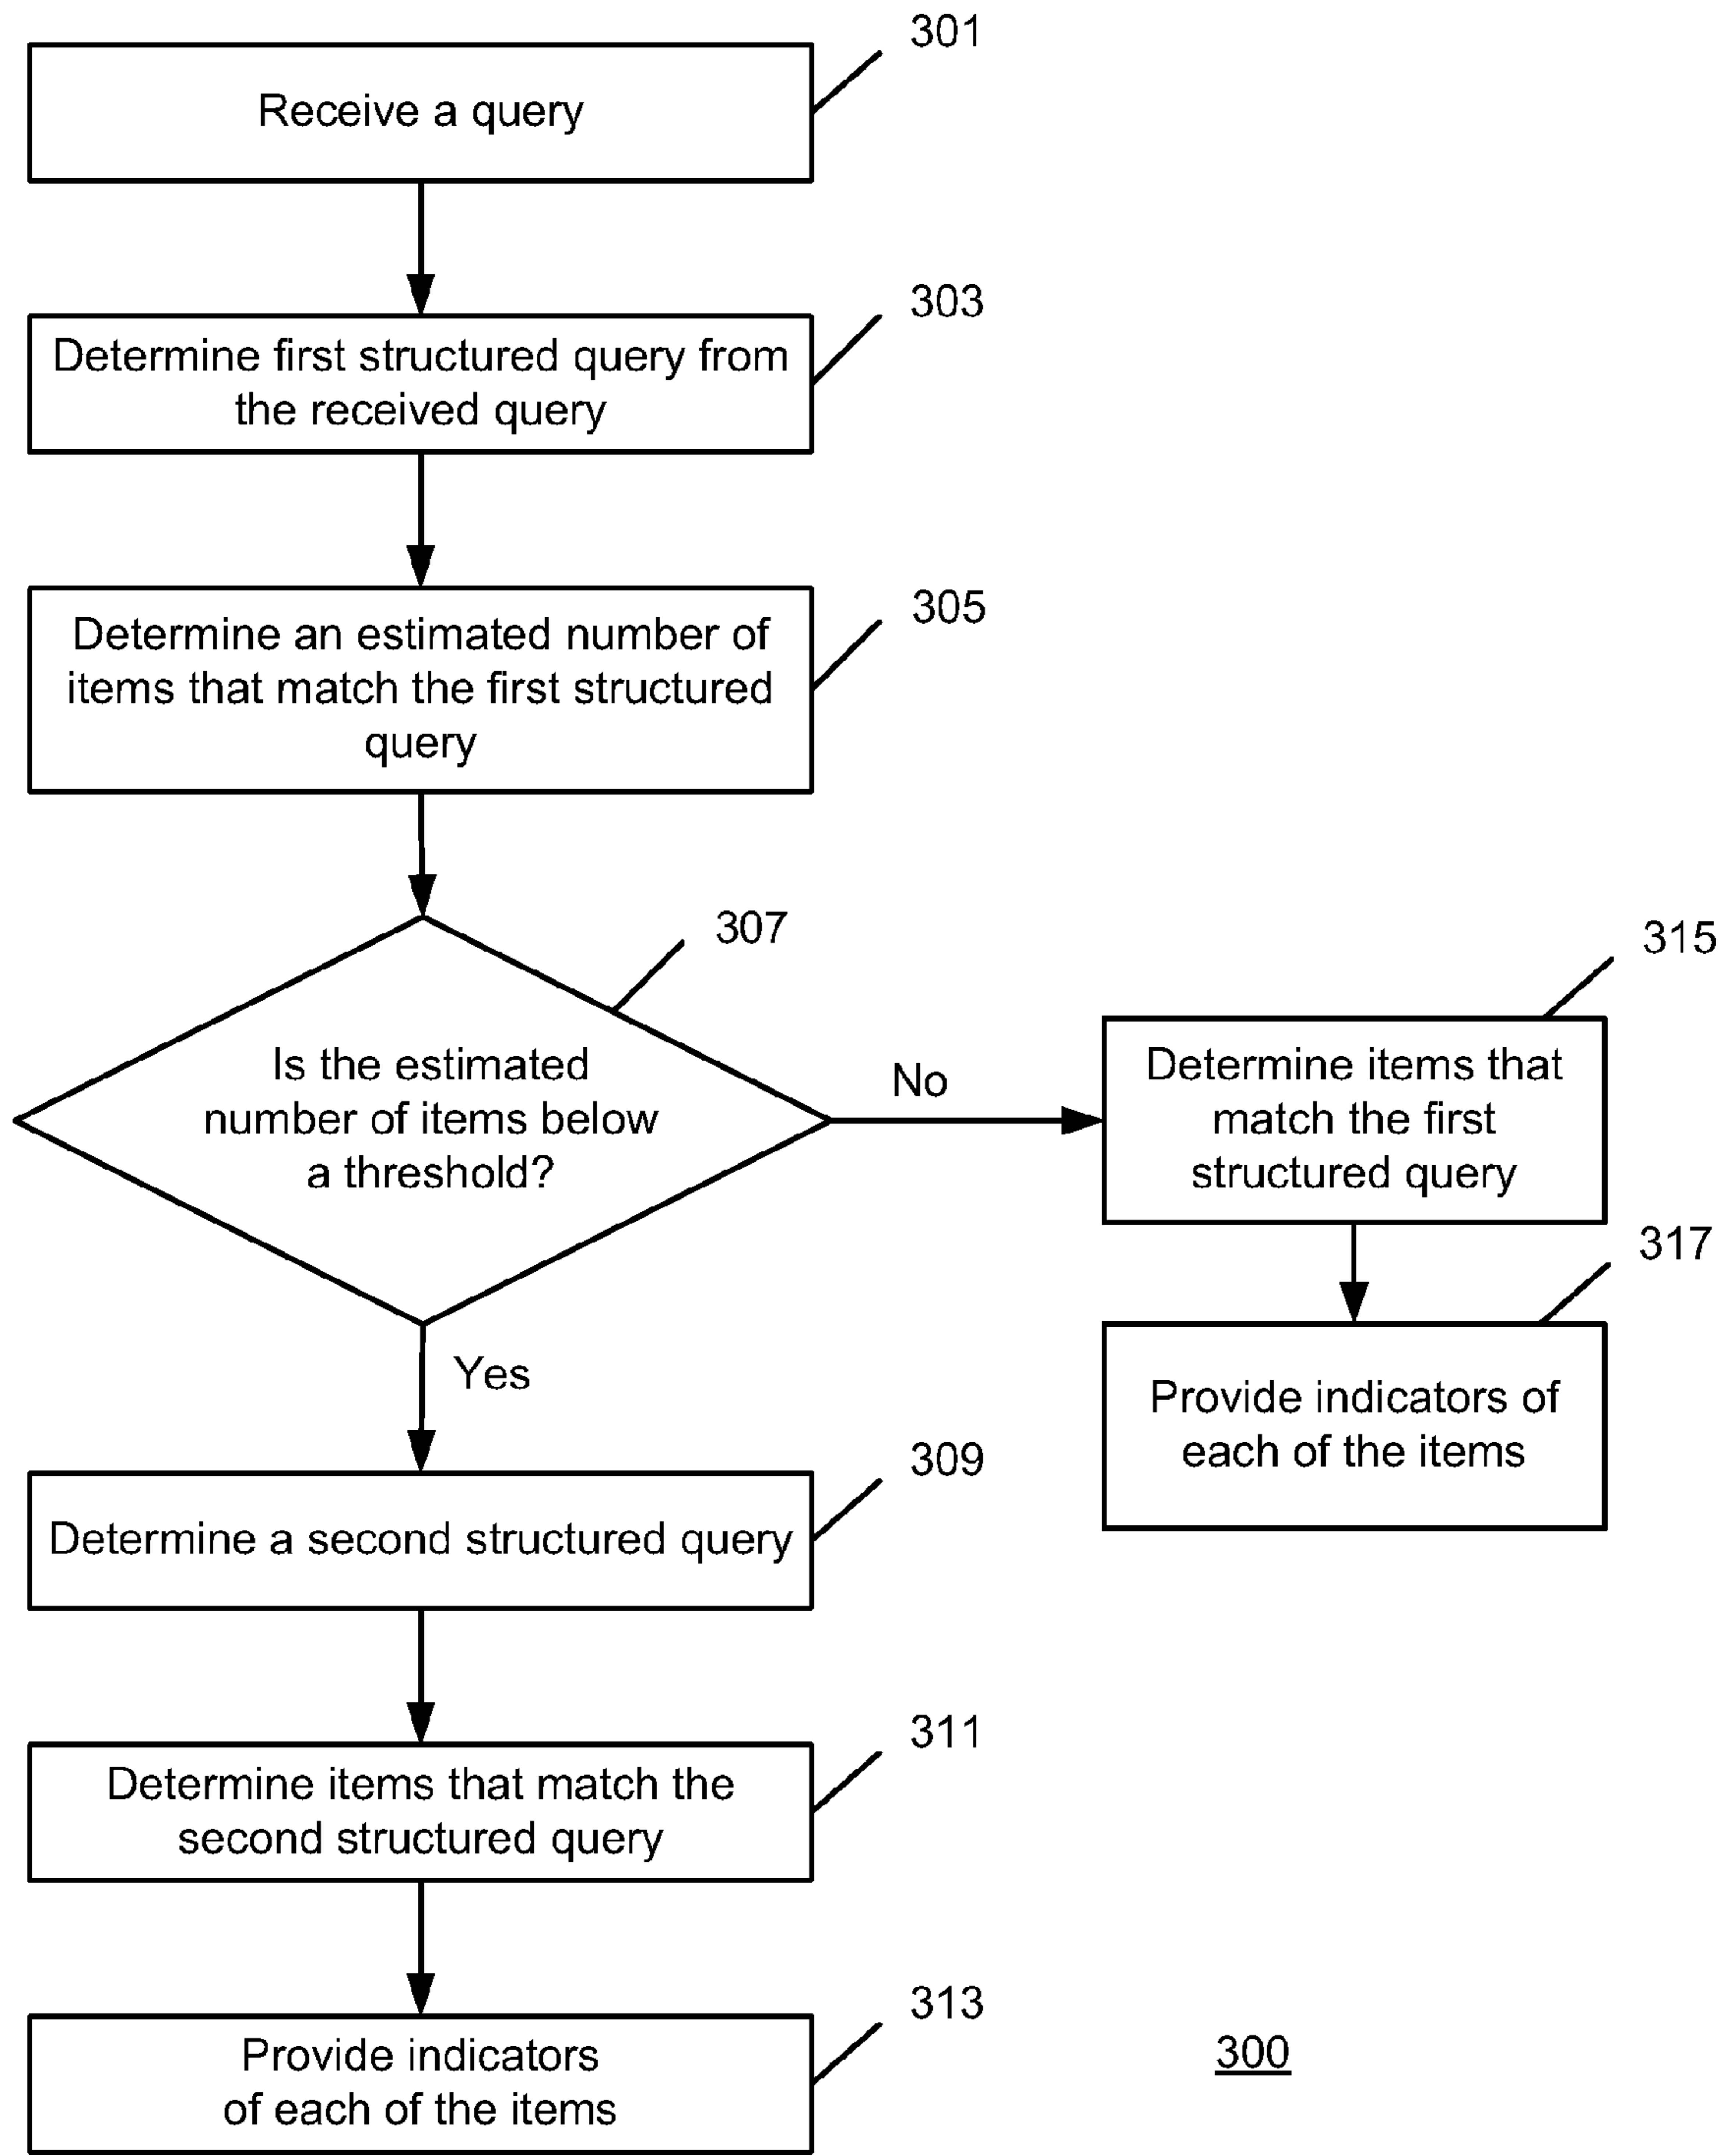 301
Receive a query
303
Determine first structured query from
the received query
305
Determine an estimated number of
items that match the first structured
query
307
Is the estimated
number of items below
a threshold?
No
315
Determine items that
match the first
structured query
317
Provide indicators of
each of the items
Yes
309
Determine a second structured query
311
Determine items that match the
second structured query
313
Provide indicators
of each of the items
300